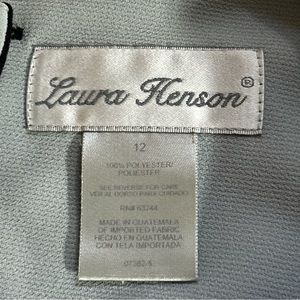 Laura Henson ®
12
100% POLYESTER/
POLIESTER
SEE REVERSE FOR CARE
VER AL DORSO PARA CUIDADO
RN# 63744
MADE IN GUATEMALA
OF IMPORTED FABRIC
HECHO EN GUATEMALA
CON TELA IMPORTADA